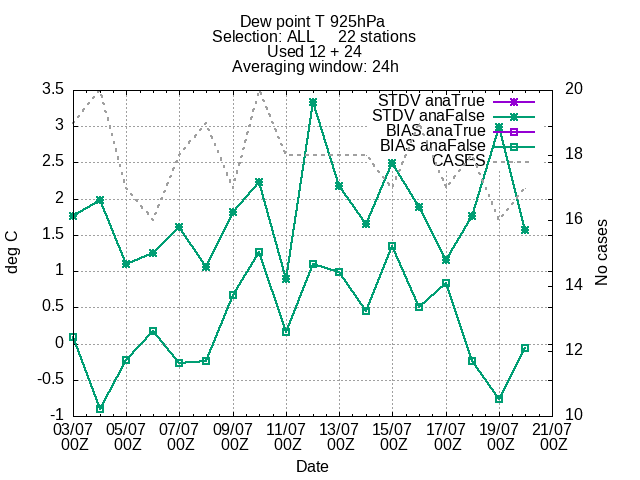 Dew point T 925hPa
Selection: ALL 22 stations
Used 12 + 24
Averaging window: 24h
STDV anaTrue
STDV anaFalse
BIAS anaTrue
BIAS anaFalse
CASES
3.5
3
2.5
2
1.5
1
0.5
0
-0.5
-1
deg C
20
18
16
14
12
10
No cases
03/07 05/07 07/07 09/07 11/07 13/07 15/07 17/07 19/07 21/07
00Z 00Z 00Z 00Z 00Z 00Z 00Z 00Z 00Z 00Z
Date